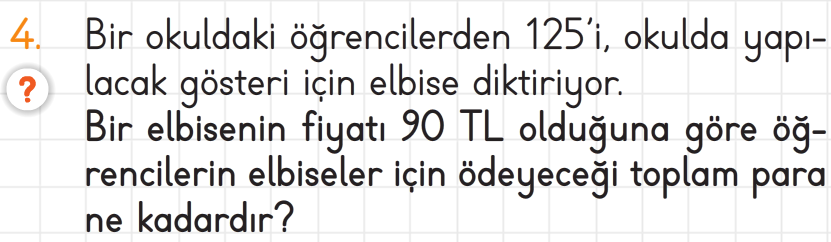 4. Bir okuldaki öğrencilerden 125'i, okulda yapı-
? lacak gösteri için elbise diktiriyor.
Bir elbisenin fiyatı 90 TL olduğuna göre öğ-
rencilerin elbiseler için ödeyeceği toplam para
ne kadardır?